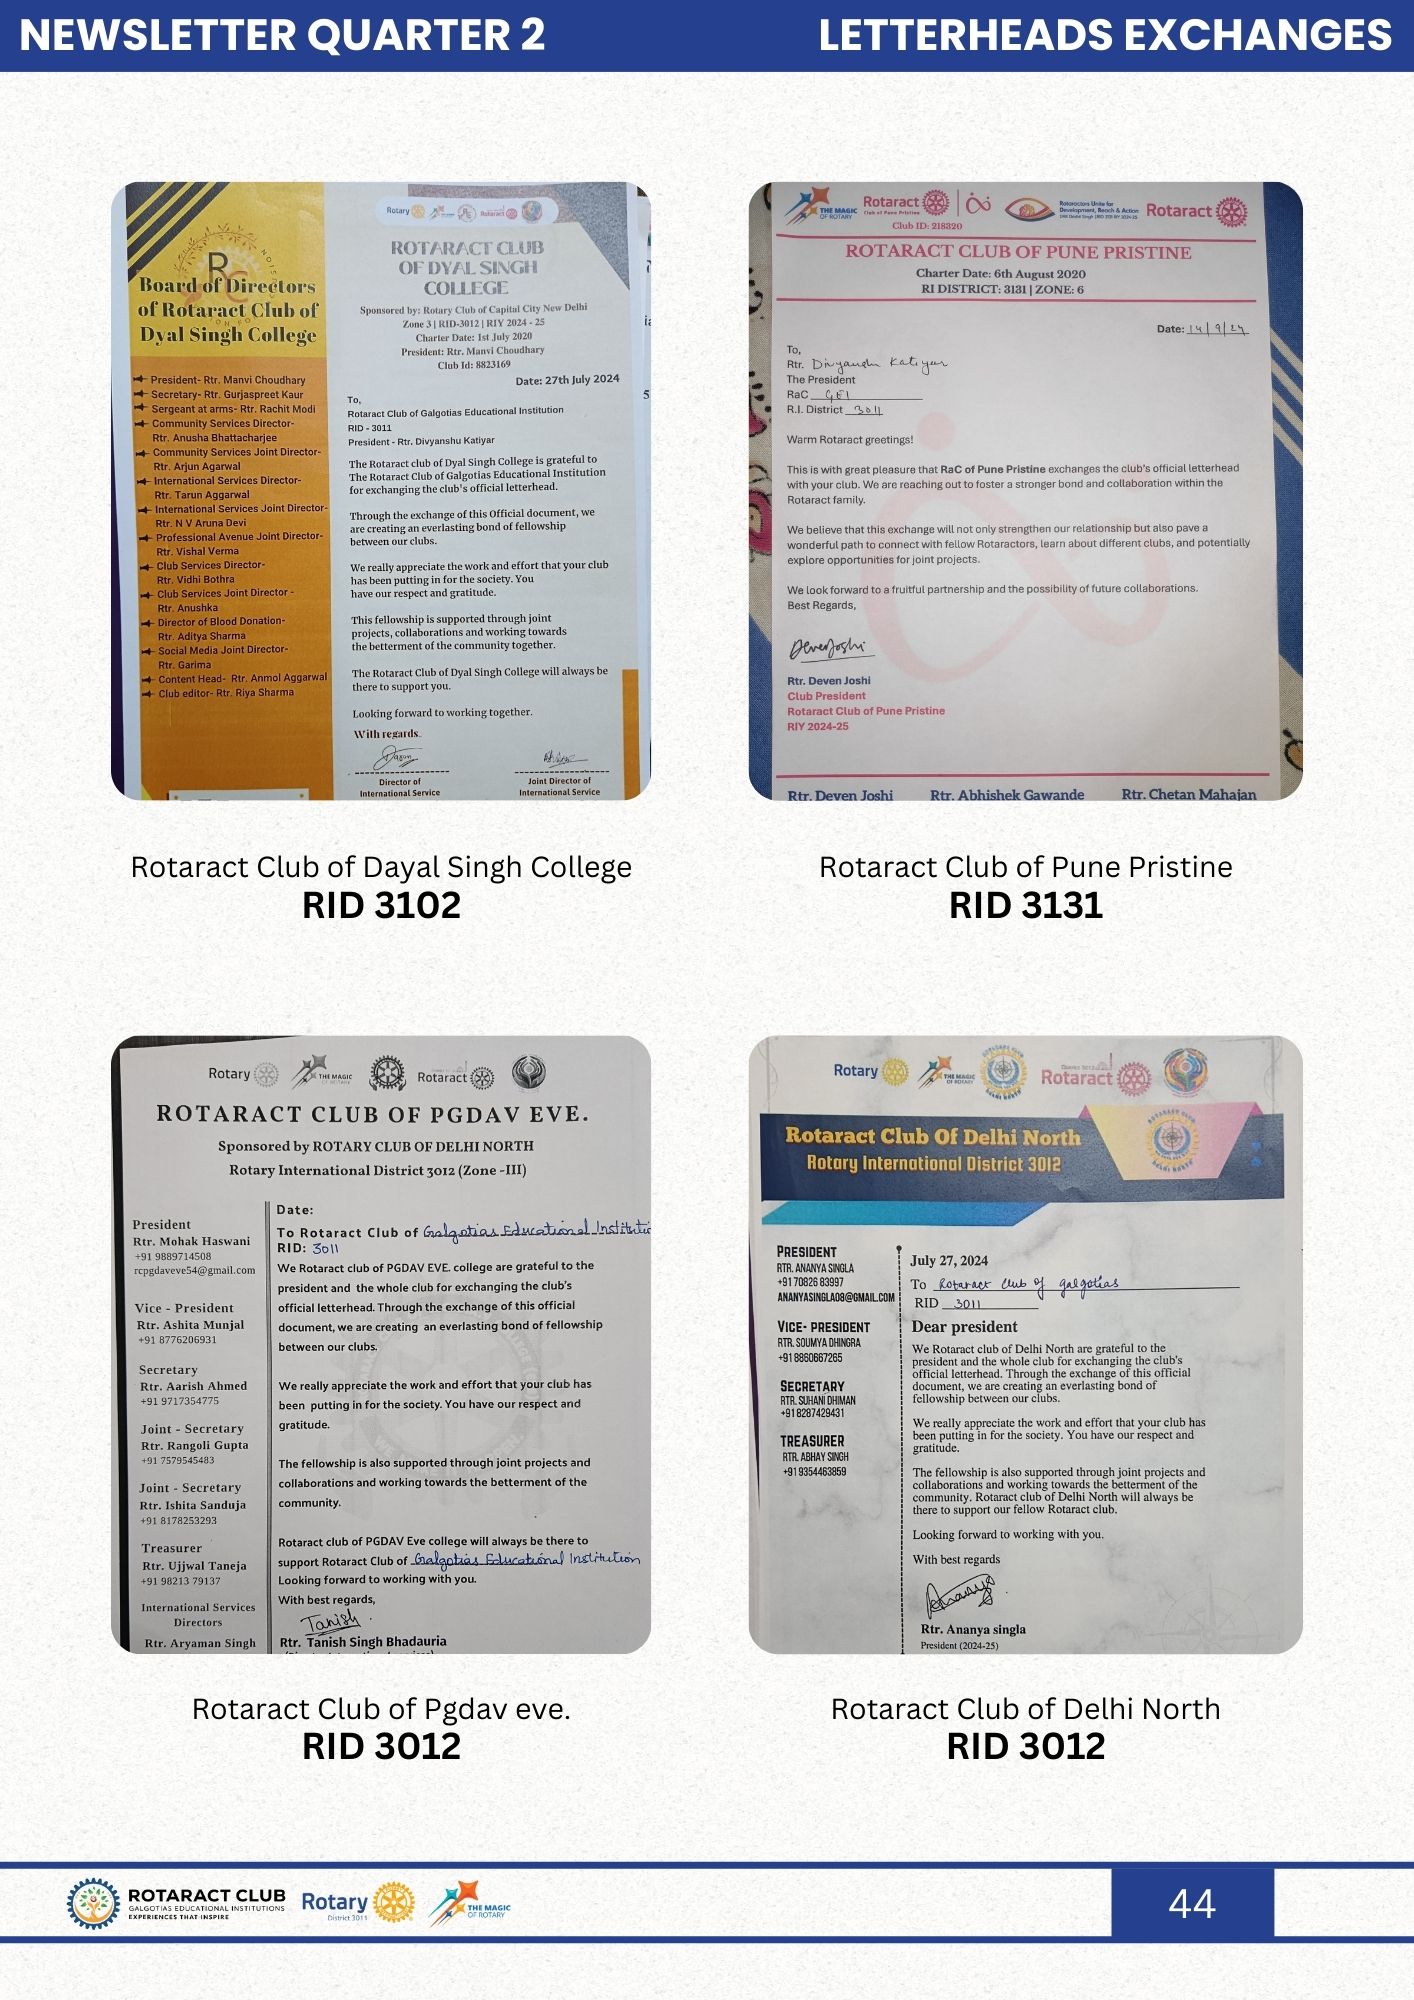 NEWSLETTER QUARTER 2
LETTERHEADS EXCHANGES
Board of Directors
of Rotaract Club of
Dyal Singh College
President- Rtr. Manvi Choudhary
Secretary- Rtr. Gurjaspreet Kaur
Sergeant at arms- Rtr. Rachit Modi
Community Services Director-
Rtr. Anusha Bhattacharjee
Community Services Joint Director-
Rtr. Arjun Agarwal
International Services Director-
Rtr. Tarun Aggarwal
International Services Joint Director-
Rtr. N V Aruna Devi
Professional Avenue Joint Director-
Rtr. Vishal Verma
Club Services Director-
Rtr. Vidhi Bothra
Club Services Joint Director -
Rtr. Anushka
Director of Blood Donation-
Rtr. Aditya Sharma
Social Media Joint Director-
Rtr. Garima
Content Head- Rtr. Anmol Aggarwal
Club editor- Rtr. Riya Sharma
Rotary
Rotaract
ROTARACT CLUB
OF DYAL SINGH
COLLEGE
Sponsored by: Rotary Club of Capital City New Delhi
Zone 3 | RID-3012 | RIY 2024 - 25
Charter Date: 1st July 2020
President: Rtr. Manvi Choudhary
Club Id: 8823169
Date: 27th July 2024
To,
Rotaract Club of Galgotias Educational Institution
RID - 3011
President - Rtr. Divyanshu Katiyar
The Rotaract club of Dyal Singh College is grateful to
The Rotaract Club of Galgotias Educational Institution
for exchanging the club's official letterhead.
Through the exchange of this Official document, we
are creating an everlasting bond of fellowship
between our clubs.
We really appreciate the work and effort that your club
has been putting in for the society. You
have our respect and gratitude.
This fellowship is supported through joint
projects, collaborations and working towards
the betterment of the community together.
The Rotaract Club of Dyal Singh College will always be
there to support you.
Looking forward to working together.
With regards.
Director of
International Service
Joint Director of
International Service
THE MAGIC
OF ROTARY
Rotaract
Club of Pune Pristine
Club ID: 218320
Rotaractors Unite for
Development, Reach & Action
Rotaract
ROTARACT CLUB OF PUNE PRISTINE
Charter Date: 6th August 2020
RI DISTRICT: 3131 | ZONE: 6
Date: 14/9/24
To,
Rtr. Divyanshu Katiyar
The President
RaC GEI
R.I. District 3011
Warm Rotaract greetings!
This is with great pleasure that RaC of Pune Pristine exchanges the club's official letterhead
with your club. We are reaching out to foster a stronger bond and collaboration within the
Rotaract family.
We believe that this exchange will not only strengthen our relationship but also pave a
wonderful path to connect with fellow Rotaractors, learn about different clubs, and potentially
explore opportunities for joint projects.
We look forward to a fruitful partnership and the possibility of future collaborations.
Best Regards,
DevenJoshi
Rtr. Deven Joshi
Club President
Rotaract Club of Pune Pristine
RIY 2024-25
Rtr. Deven Joshi Rtr. Abhishek Gawande Rtr. Chetan Mahajan
Rotaract Club of Dayal Singh College
RID 3102
Rotaract Club of Pune Pristine
RID 3131
Rotary
THE MAGIC
OF ROTARY
Rotaract
ROTARACT CLUB OF PGDAV EVE.
Sponsored by ROTARY CLUB OF DELHI NORTH
Rotary International District 3012 (Zone -III)
President
Rtr. Mohak Haswani
+91 9889714508
rcpgdaveve54@gmail.com
Vice - President
Rtr. Ashita Munjal
+91 8776206931
Secretary
Rtr. Aarish Ahmed
+91 9717354775
Joint - Secretary
Rtr. Rangoli Gupta
+91 7579545483
Joint - Secretary
Rtr. Ishita Sanduja
+91 8178253293
Treasurer
Rtr. Ujjwal Taneja
+91 98213 79137
International Services
Directors
Rtr. Aryaman Singh
Date:
To Rotaract Club of Galgotias Educational Institutio
RID: 3011
We Rotaract club of PGDAV EVE. college are grateful to the
president and the whole club for exchanging the club's
official letterhead. Through the exchange of this official
document, we are creating an everlasting bond of fellowship
between our clubs.
We really appreciate the work and effort that your club has
been putting in for the society. You have our respect and
gratitude.
The fellowship is also supported through joint projects and
collaborations and working towards the betterment of the
community.
Rotaract club of PGDAV Eve college will always be there to
support Rotaract Club of Galgotias Educational Institution
Looking forward to working with you.
With best regards,
Tanish
Rtr. Tanish Singh Bhadauria
Rotary
THE MAGIC
OF ROTARY
Rotaract
Rotaract Club Of Delhi North
Rotary International District 3012
PRESIDENT
RTR. ANANYA SINGLA
+91 70826 83997
ANANYASINGLA08@GMAIL.COM
VICE- PRESIDENT
RTR. SOUMYA DHINGRA
+91 8860667265
SECRETARY
RTR. SUHANI DHIMAN
+91 8287429431
TREASURER
RTR. ABHAY SINGH
+91 9354463859
July 27, 2024
To Rotaract club of galgotias
RID 3011
Dear president
We Rotaract club of Delhi North are grateful to the
president and the whole club for exchanging the club's
official letterhead. Through the exchange of this official
document, we are creating an everlasting bond of
fellowship between our clubs.
We really appreciate the work and effort that your club has
been putting in for the society. You have our respect and
gratitude.
The fellowship is also supported through joint projects and
collaborations and working towards the betterment of the
community. Rotaract club of Delhi North will always be
there to support our fellow Rotaract club.
Looking forward to working with you.
With best regards
Ananya
Rtr. Ananya singla
President (2024-25)
Rotaract Club of Pgdav eve.
RID 3012
Rotaract Club of Delhi North
RID 3012
ROTARACT CLUB
GALGOTIAS EDUCATIONAL INSTITUTIONS
EXPERIENCES THAT INSPIRE
Rotary
District 3011
THE MAGIC
OF ROTARY
44